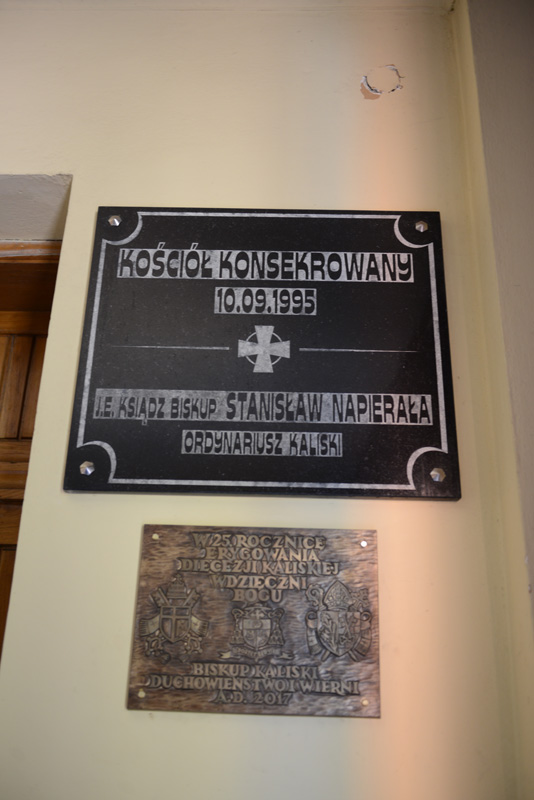 KOŚCIÓŁ KONSEKROWANY
10.09.1995
J.E. KSIĄDZ BISKUP STANISŁAW NAPIERAŁA
ORDYNARIUSZ KALISKI
W 25 ROCZNICĘ
ERYGOWANIA
DIECEZJI KALISKIEJ
WDZIĘCZNI
BOGU
BISKUP KALISKI
DUCHOWIEŃSTWO I WIERNI
A.D. 2017